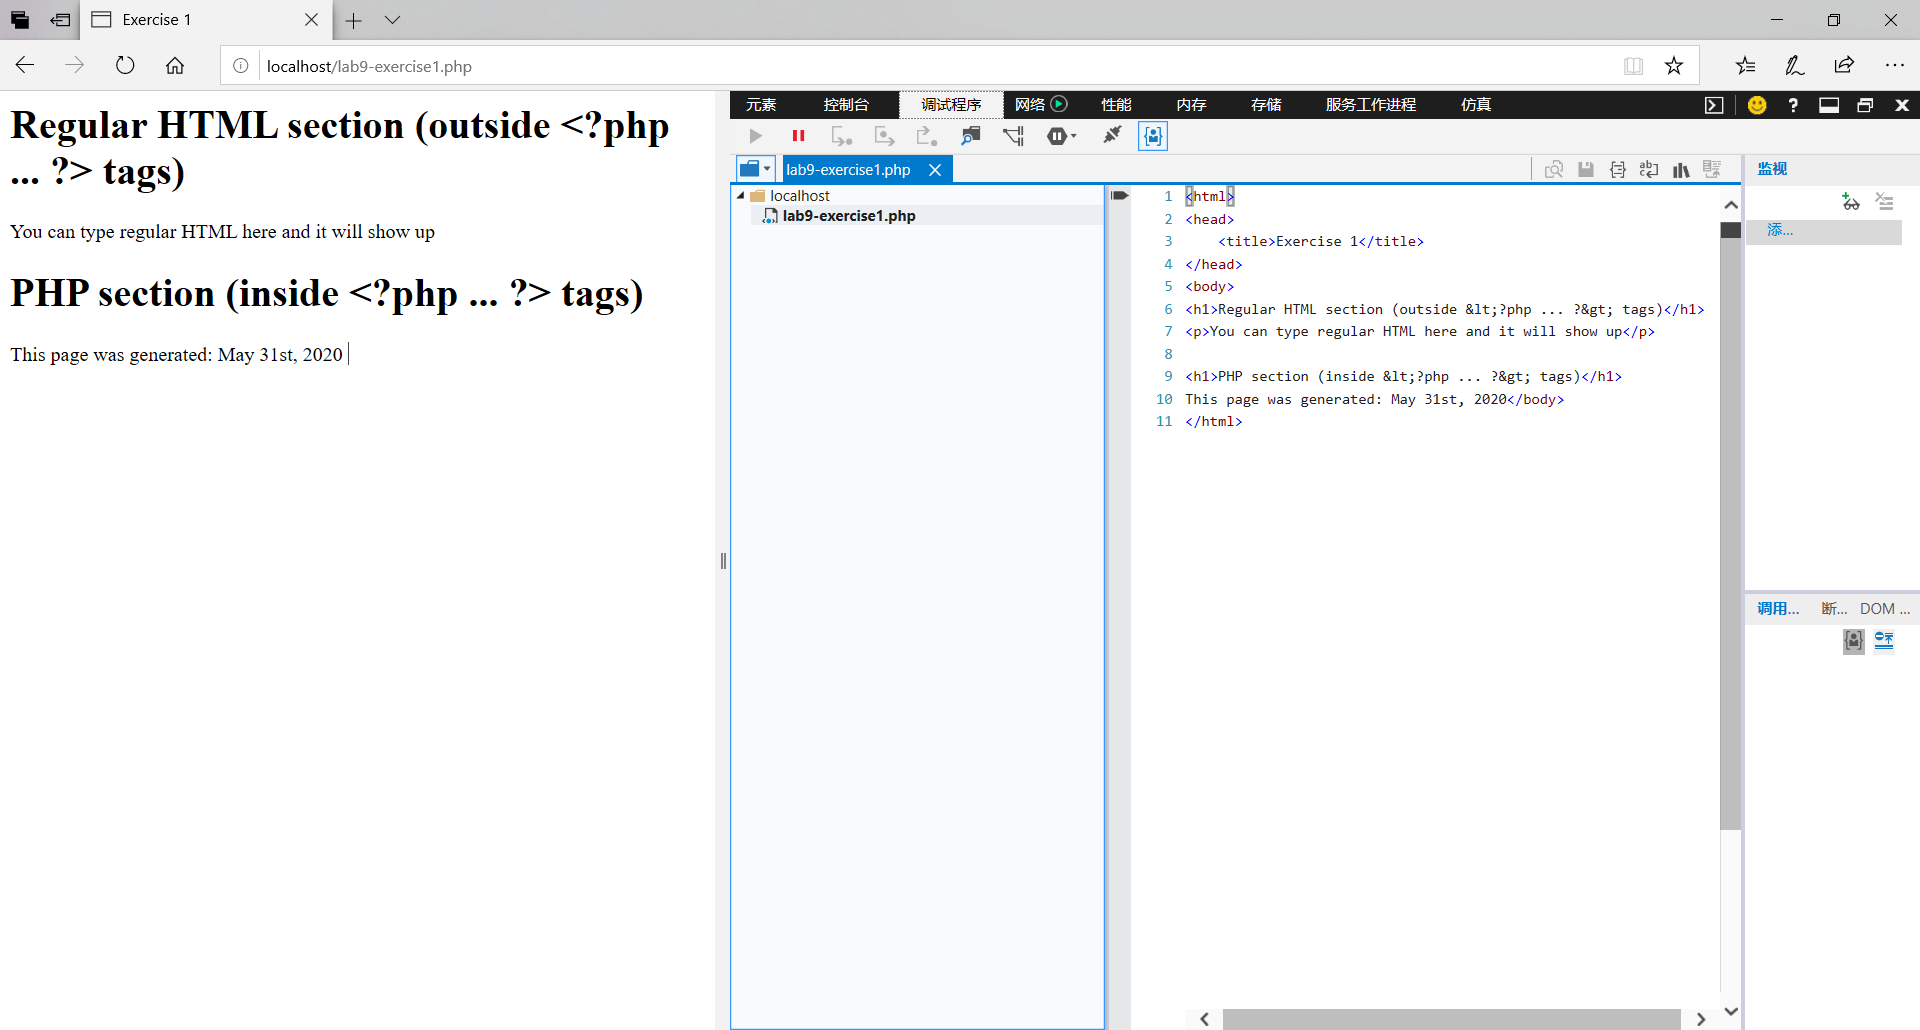 Exercise 1
localhost/lab9-exercise1.php
Regular HTML section (outside <?php
... ?> tags)
You can type regular HTML here and it will show up
PHP section (inside <?php ... ?> tags)
This page was generated: May 31st, 2020
元素 控制台 调试程序 网络 性能 内存 存储 服务工作进程 仿真
lab9-exercise1.php
localhost
lab9-exercise1.php
1 <html>
2 <head>
3     <title>Exercise 1</title>
4 </head>
5 <body>
6 <h1>Regular HTML section (outside &lt;?php ... ?&gt; tags)</h1>
7 <p>You can type regular HTML here and it will show up</p>
8
9 <h1>PHP section (inside &lt;?php ... ?&gt; tags)</h1>
10 This page was generated: May 31st, 2020</body>
11 </html>
监视
添...
调用... 断... DOM ...